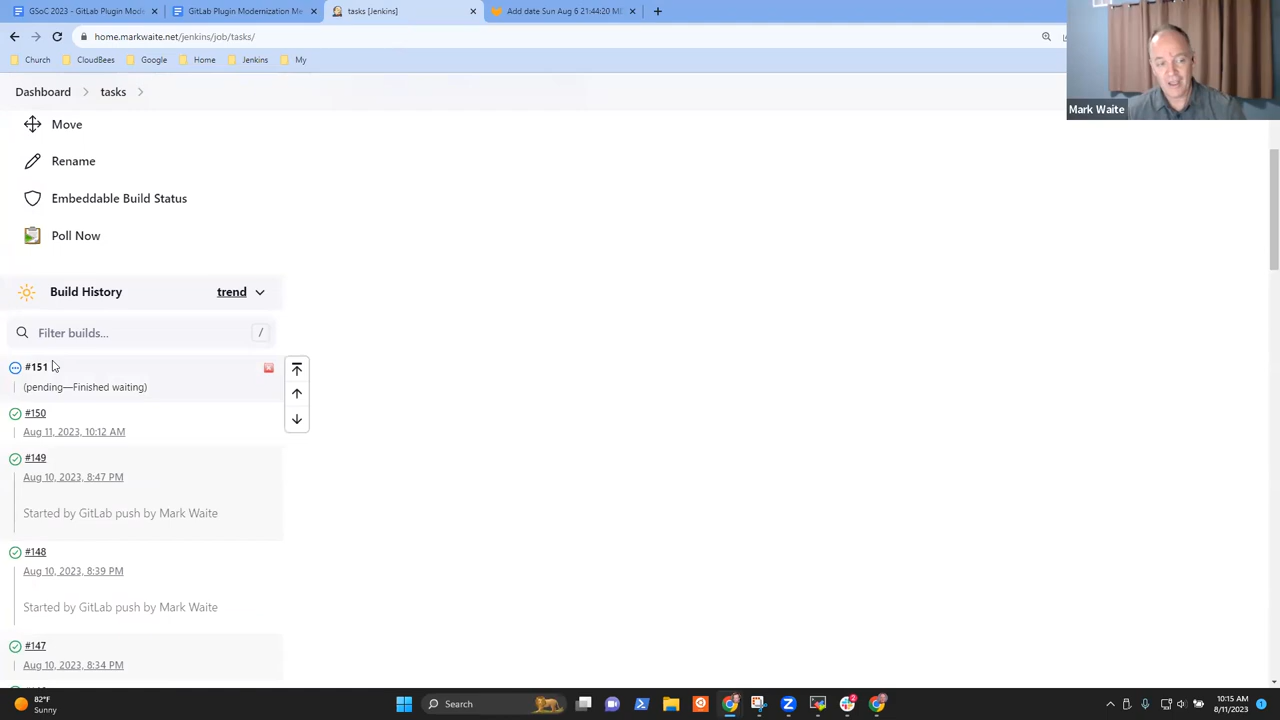 GSoC 2023 - GitLab Plugin Mode
GitLab Plugin Modernization Me
tasks [Jenkins]
Add date Sun Aug 6 21:44:20 MD
home.markwaite.net/jenkins/job/tasks/
Church
CloudBees
Google
Home
Jenkins
My
Mark Waite
Dashboard
tasks
Move
Rename
Embeddable Build Status
Poll Now
Build History
trend
Filter builds...
/
#151
(pending—Finished waiting)
#150
Aug 11, 2023, 10:12 AM
#149
Aug 10, 2023, 8:47 PM
Started by GitLab push by Mark Waite
#148
Aug 10, 2023, 8:39 PM
Started by GitLab push by Mark Waite
#147
Aug 10, 2023, 8:34 PM
82°F
Sunny
Search
10:15 AM
8/11/2023